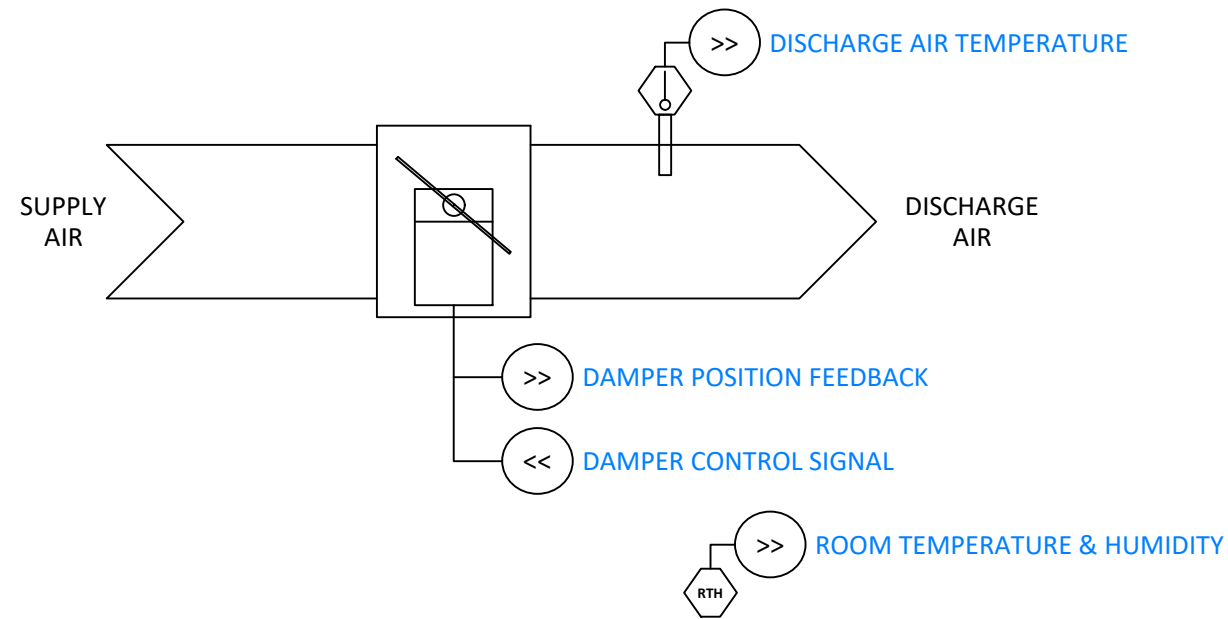 >> DISCHARGE AIR TEMPERATURE
SUPPLY
AIR
DISCHARGE
AIR
>> DAMPER POSITION FEEDBACK
<< DAMPER CONTROL SIGNAL
>> ROOM TEMPERATURE & HUMIDITY
RTH